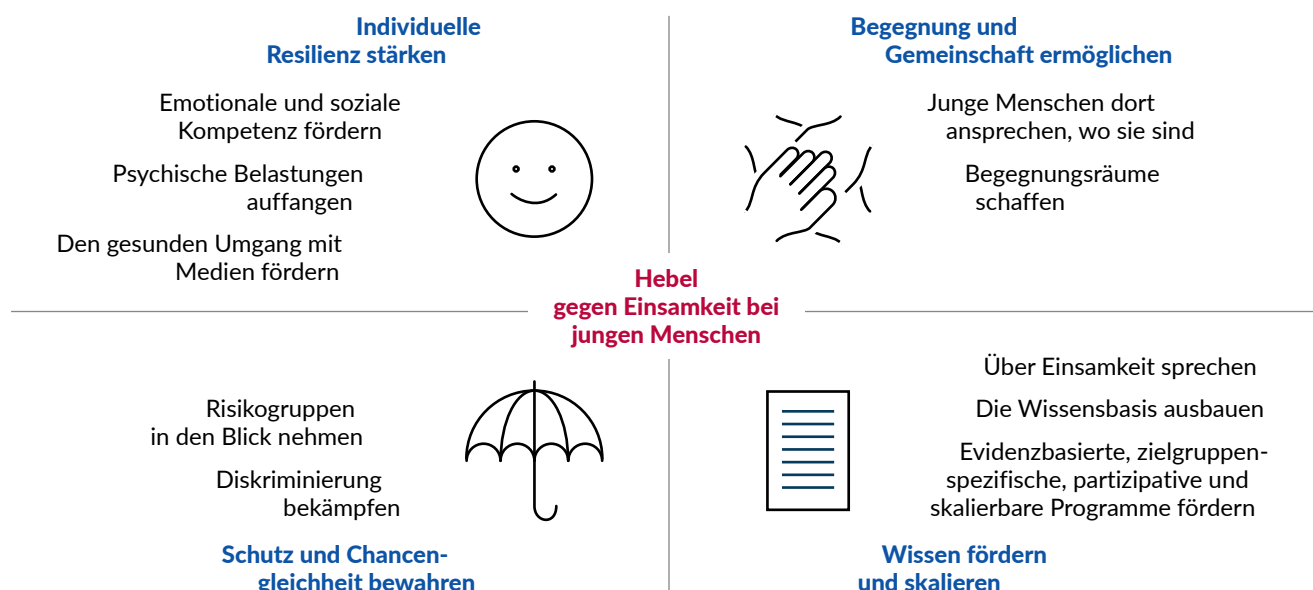 Individuelle
Resilienz stärken
Emotionale und soziale
Kompetenz fördern
Psychische Belastungen
auffangen
Den gesunden Umgang mit
Medien fördern
Begegnung und
Gemeinschaft ermöglichen
Junge Menschen dort
ansprechen, wo sie sind
Begegnungsräume
schaffen
Hebel
gegen Einsamkeit bei
jungen Menschen
Risikogruppen
in den Blick nehmen
Diskriminierung
bekämpfen
Schutz und Chancen-
gleichheit bewahren
Über Einsamkeit sprechen
Die Wissensbasis ausbauen
Evidenzbasierte, zielgruppen-
spezifische, partizipative und
skalierbare Programme fördern
Wissen fördern
und skalieren